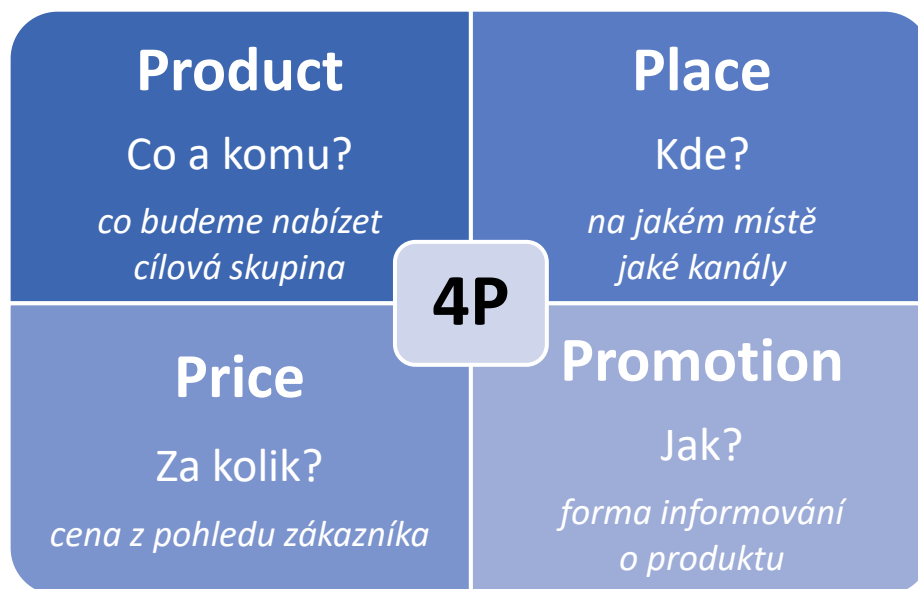 Product
Co a komu?
co budeme nabízet
cílová skupina
Place
Kde?
na jakém místě
jaké kanály
4P
Price
Za kolik?
cena z pohledu zákazníka
Promotion
Jak?
forma informování
o produktu